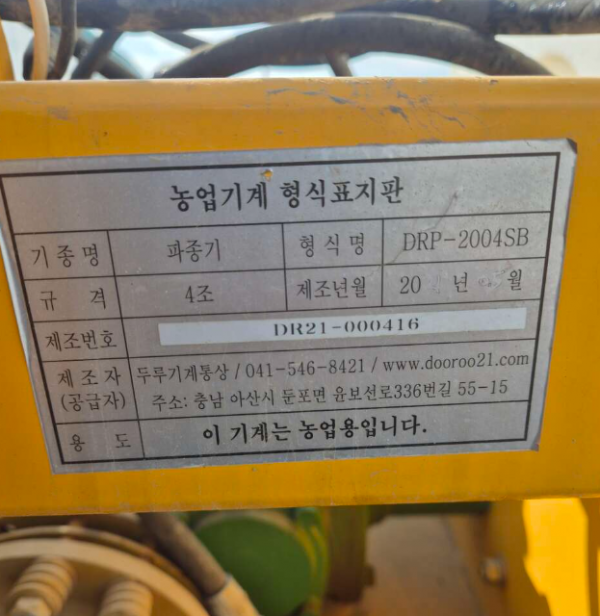 농업기계 형식표지판
기종명 파종기 형식명 DRP-2004SB
규격 4조 제조년월 20 년 월
제조번호 DR21-000416
제조자 두루기계통상 / 041-546-8421 / www.dooroo21.com
(공급자) 주소: 충남 아산시 둔포면 윤보선로336번길 55-15
용도 이 기계는 농업용입니다.